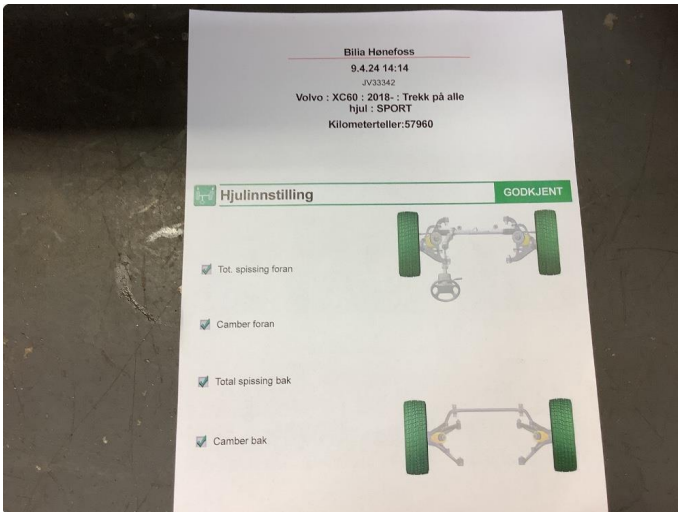 Bilia Hønefoss
9.4.24 14:14
JV33342
Volvo : XC60 : 2018- : Trekk på alle
hjul : SPORT
Kilometerteller:57960
Hjulinnstilling
GODKJENT
Tot. spissing foran
Camber foran
Total spissing bak
Camber bak